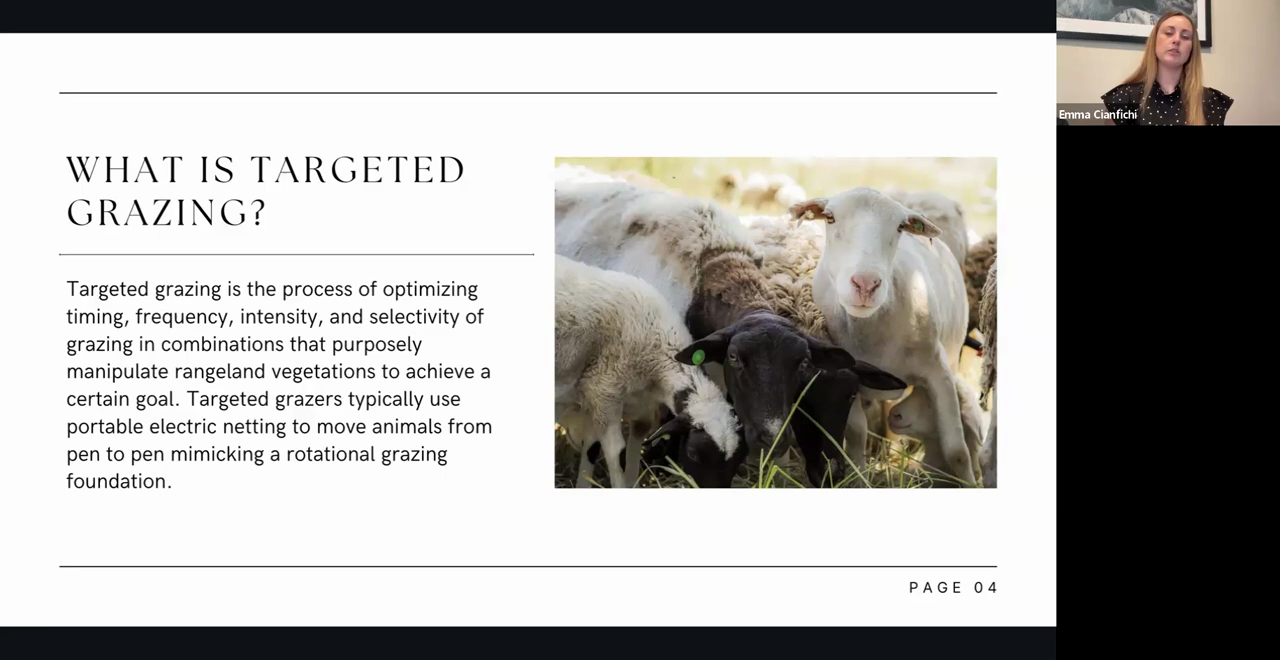 WHAT IS TARGETED
GRAZING?
Targeted grazing is the process of optimizing
timing, frequency, intensity, and selectivity of
grazing in combinations that purposely
manipulate rangeland vegetations to achieve a
certain goal. Targeted grazers typically use
portable electric netting to move animals from
pen to pen mimicking a rotational grazing
foundation.
PAGE 04
Emma Cianfichi